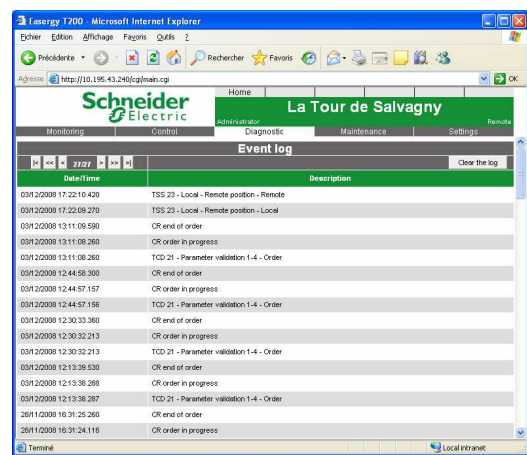 Easergy T200 - Microsoft Internet Explorer
Fichier Edition Affichage Favoris Outils ?
Précédente Rechercher Favoris
Adresse http://10.195.43.240/cgi/main.cgi OK
Home
Schneider Electric
La Tour de Salvagny
Administrator Remote
Monitoring Control Diagnostic Maintenance Settings
Event log
|< << < 27/27 > >> >| Clear the log
Date/Time Description
03/12/2008 17:22:10.420 TSS 23 - Local - Remote position - Remote
03/12/2008 17:22:09.270 TSS 23 - Local - Remote position - Local
03/12/2008 13:11:09.590 CR end of order
03/12/2008 13:11:08.260 CR order in progress
03/12/2008 13:11:08.260 TCD 21 - Parameter validation 1-4 - Order
03/12/2008 12:44:58.300 CR end of order
03/12/2008 12:44:57.157 CR order in progress
03/12/2008 12:44:57.156 TCD 21 - Parameter validation 1-4 - Order
03/12/2008 12:30:33.360 CR end of order
03/12/2008 12:30:32.213 CR order in progress
03/12/2008 12:30:32.213 TCD 21 - Parameter validation 1-4 - Order
03/12/2008 12:13:39.530 CR end of order
03/12/2008 12:13:38.288 CR order in progress
03/12/2008 12:13:38.287 TCD 21 - Parameter validation 1-4 - Order
28/11/2008 16:31:25.260 CR end of order
28/11/2008 16:31:24.116 CR order in progress
Terminé Local intranet